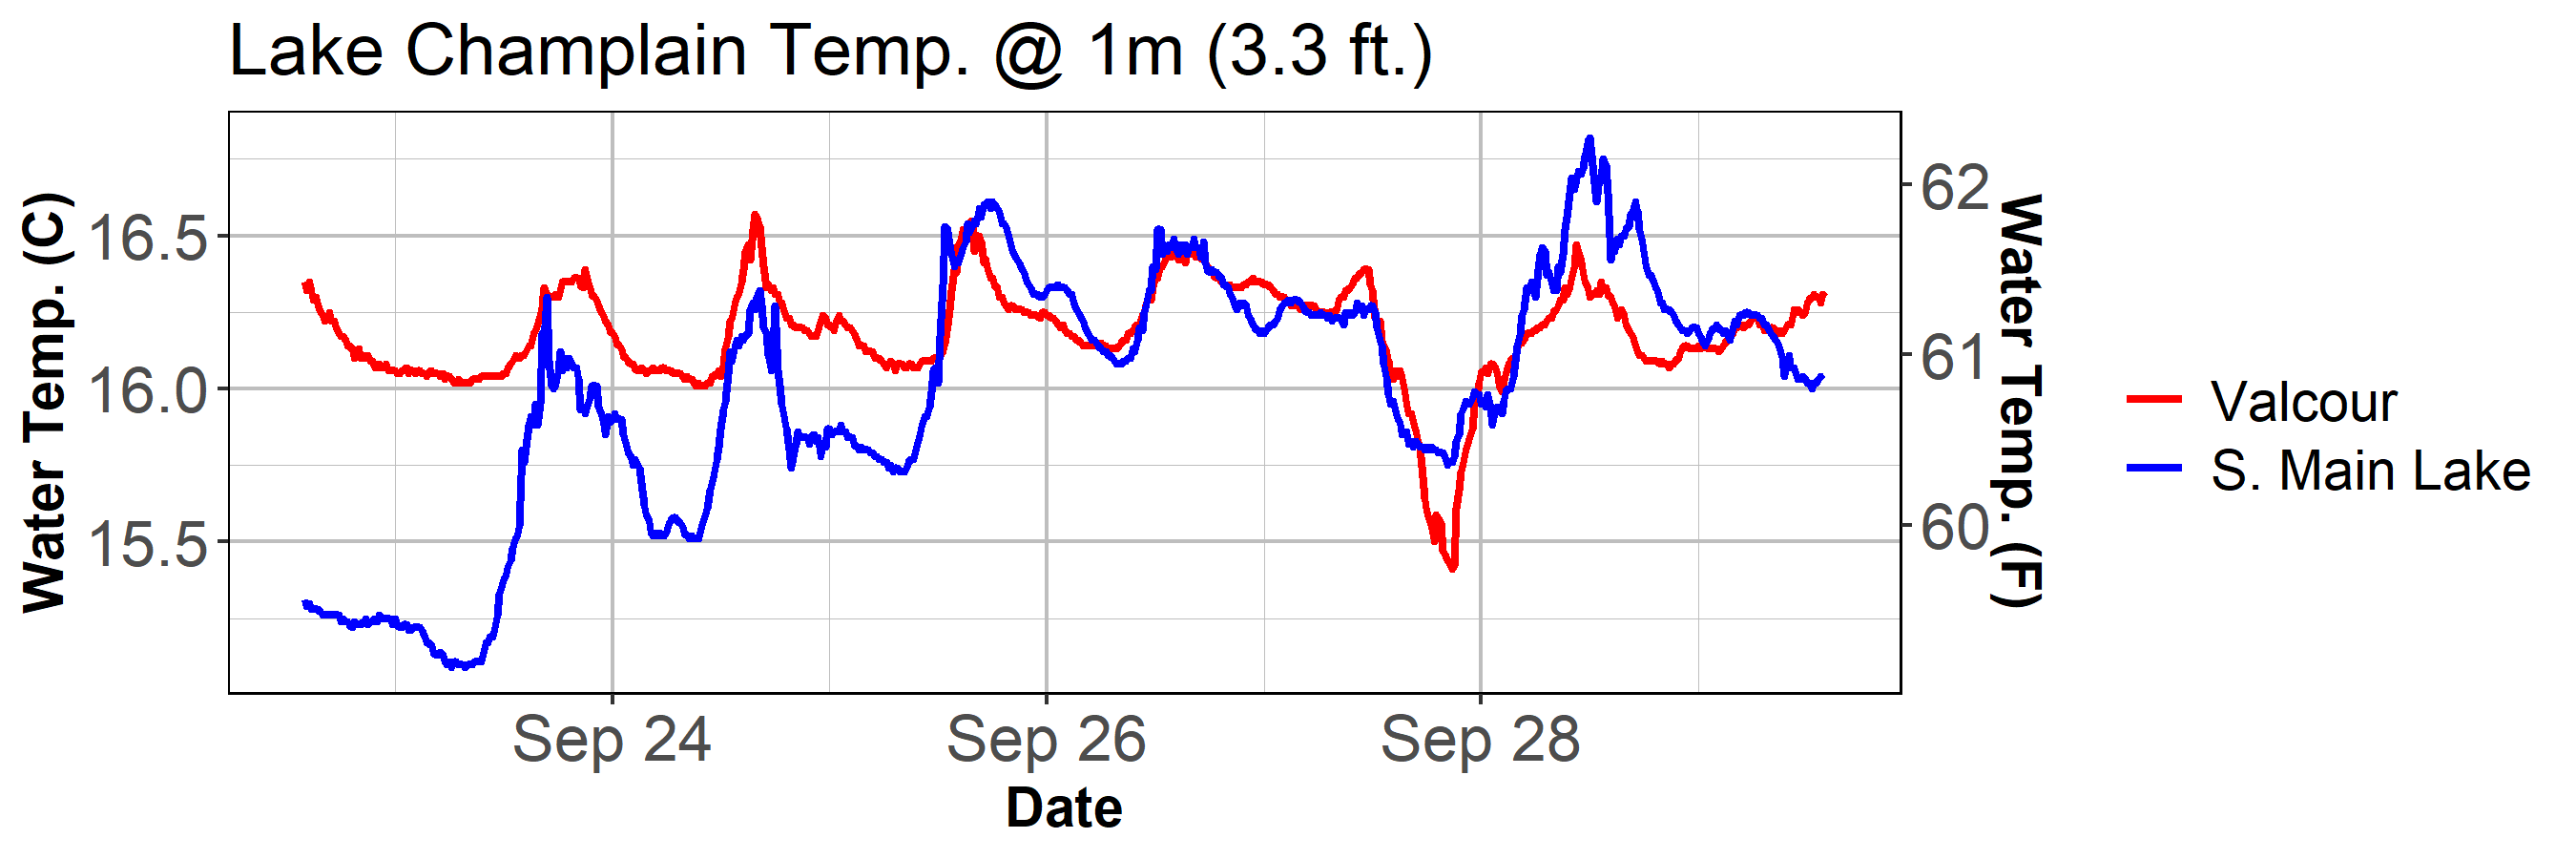 Lake Champlain Temp. @ 1m (3.3 ft.)
Water Temp. (C)
16.5
16.0
15.5
62
61
60
Water Temp. (F)
Sep 24
Sep 26
Sep 28
Date
Valcour
S. Main Lake